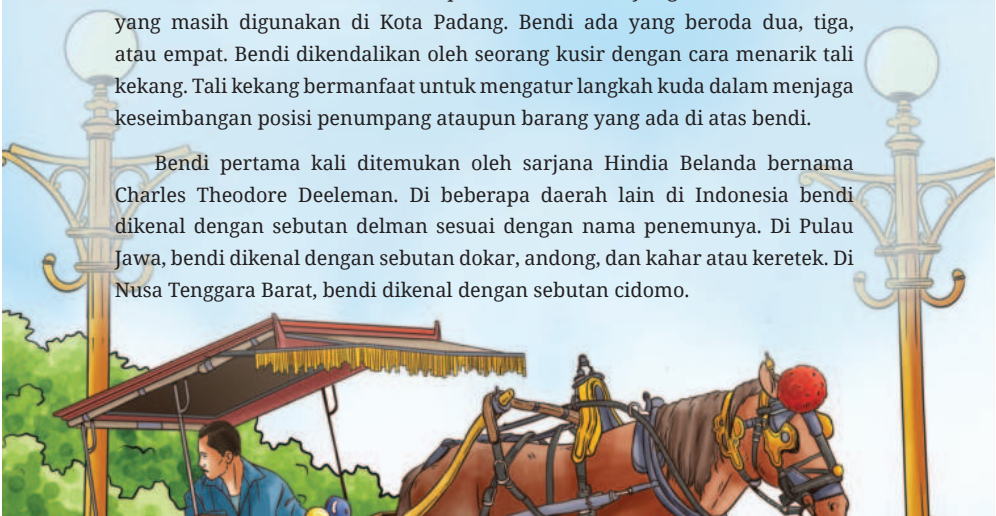 yang masih digunakan di Kota Padang. Bendi ada yang beroda dua, tiga,
atau empat. Bendi dikendalikan oleh seorang kusir dengan cara menarik tali
kekang. Tali kekang bermanfaat untuk mengatur langkah kuda dalam menjaga
keseimbangan posisi penumpang ataupun barang yang ada di atas bendi.
Bendi pertama kali ditemukan oleh sarjana Hindia Belanda bernama
Charles Theodore Deeleman. Di beberapa daerah lain di Indonesia bendi
dikenal dengan sebutan delman sesuai dengan nama penemunya. Di Pulau
Jawa, bendi dikenal dengan sebutan dokar, andong, dan kahar atau keretek. Di
Nusa Tenggara Barat, bendi dikenal dengan sebutan cidomo.